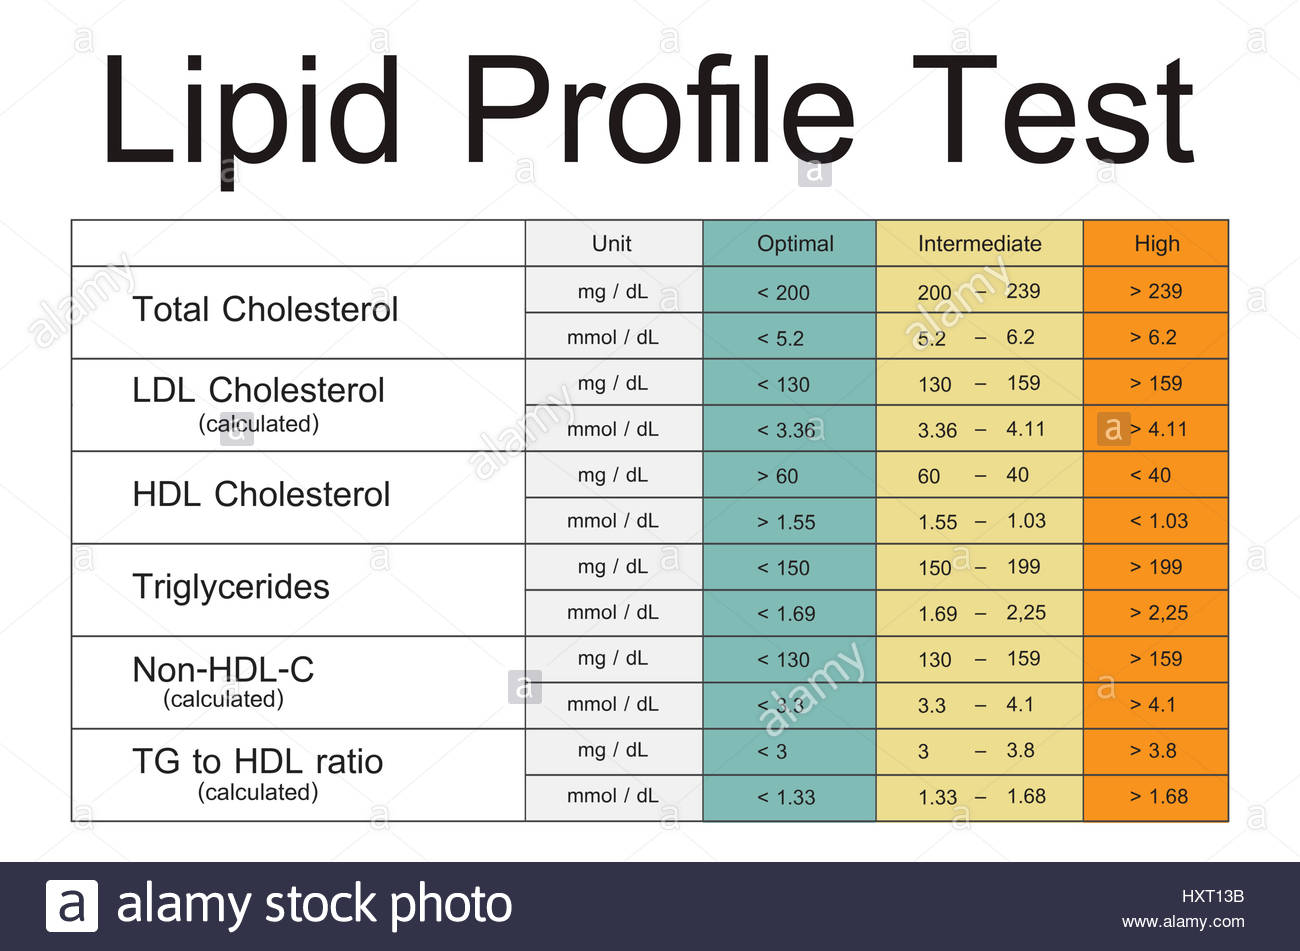 Lipid Profile Test
Unit Optimal Intermediate High
Total Cholesterol
mg / dL < 200 200 – 239 > 239
mmol / dL < 5.2 5.2 – 6.2 > 6.2
LDL Cholesterol
(calculated)
mg / dL < 130 130 – 159 > 159
mmol / dL < 3.36 3.36 – 4.11 > 4.11
HDL Cholesterol
mg / dL > 60 60 – 40 < 40
mmol / dL > 1.55 1.55 – 1.03 < 1.03
Triglycerides
mg / dL < 150 150 – 199 > 199
mmol / dL < 1.69 1.69 – 2,25 > 2,25
Non-HDL-C
(calculated)
mg / dL < 130 130 – 159 > 159
mmol / dL < 3.3 3.3 – 4.1 > 4.1
TG to HDL ratio
(calculated)
mg / dL < 3 3 – 3.8 > 3.8
mmol / dL < 1.33 1.33 – 1.68 > 1.68
a alamy stock photo
HXT13B
www.alamy.com